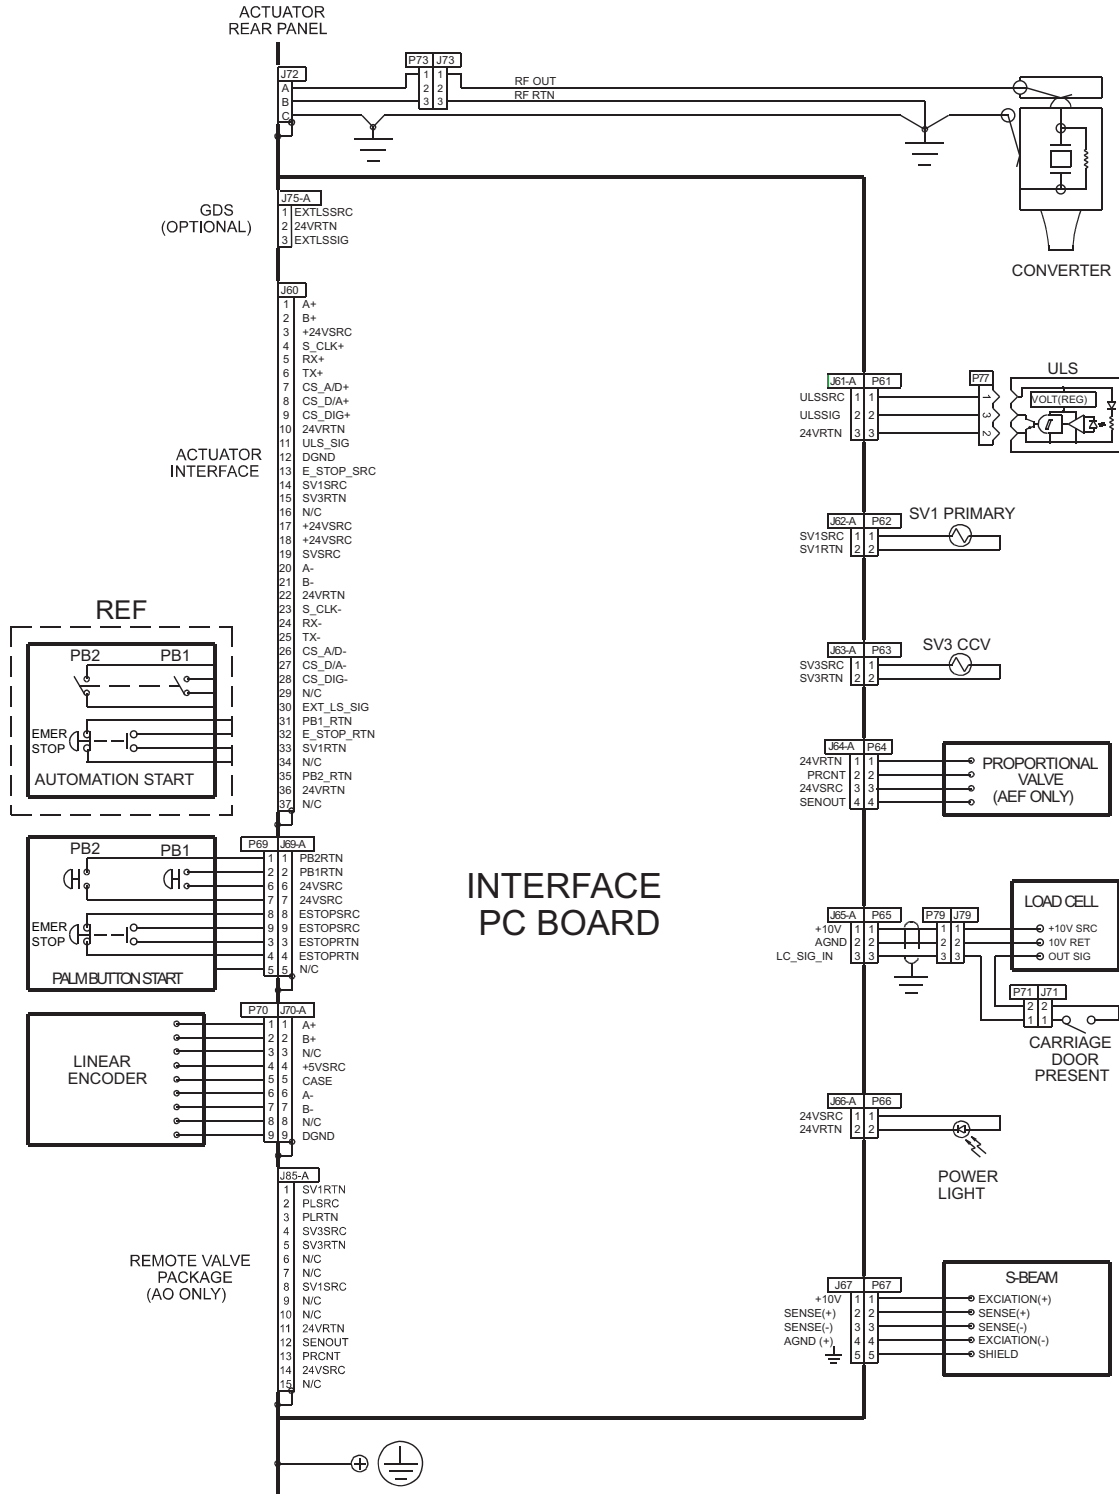 ACTUATOR
REAR PANEL
J72
A
B
C
P73 J73
1 1
2 2
3 3
RF OUT
RF RTN
CONVERTER
GDS
(OPTIONAL)
J75-A
1 EXTLSSRC
2 24VRTN
3 EXTLSSIG
ACTUATOR
INTERFACE
J60
1 A+
2 B+
3 +24VSRC
4 S_CLK+
5 RX+
6 TX+
7 CS_A/D+
8 CS_D/A+
9 CS_DIG+
10 24VRTN
11 ULS_SIG
12 DGND
13 E_STOP_SRC
14 SV1SRC
15 SV3RTN
16 N/C
17 +24VSRC
18 +24VSRC
19 SVSRC
20 A-
21 B-
22 24VRTN
23 S_CLK-
24 RX-
25 TX-
26 CS_A/D-
27 CS_D/A-
28 CS_DIG-
29 N/C
30 EXT_LS_SIG
31 PB1_RTN
32 E_STOP_RTN
33 SV1RTN
34 N/C
35 PB2_RTN
36 24VRTN
37 N/C
REF
PB2 PB1
EMER
STOP
AUTOMATION START
PB2 PB1
EMER
STOP
PALM BUTTON START
P69 J69-A
1 1 PB2RTN
2 2 PB1RTN
6 6 24VSRC
7 7 24VSRC
8 8 ESTOPSRC
9 9 ESTOPSRC
3 3 ESTOPRTN
4 4 ESTOPRTN
5 5 N/C
LINEAR
ENCODER
P70 J70-A
1 1 A+
2 2 B+
3 3 N/C
4 4 +5VSRC
5 5 CASE
6 6 A-
7 7 B-
8 8 N/C
9 9 DGND
REMOTE VALVE
PACKAGE
(AO ONLY)
J85-A
1 SV1RTN
2 PLSRC
3 PLRTN
4 SV3SRC
5 SV3RTN
6 N/C
7 N/C
8 SV1SRC
9 N/C
10 N/C
11 24VRTN
12 SENOUT
13 PRCNT
14 24VSRC
15 N/C
INTERFACE
PC BOARD
J61-A P61
ULSSRC 1 1
ULSSIG 2 2
24VRTN 3 3
P77
1
3
2
ULS
VOLT(REG)
J62-A P62
SV1SRC 1 1
SV1RTN 2 2
SV1 PRIMARY
J63-A P63
SV3SRC 1 1
SV3RTN 2 2
SV3 CCV
J64-A P64
24VRTN 1 1
PRCNT 2 2
24VSRC 3 3
SENOUT 4 4
PROPORTIONAL
VALVE
(AEF ONLY)
J65-A P65
+10V 1 1
AGND 2 2
LC_SIG_IN 3 3
P79 J79
1 1
2 2
3 3
LOAD CELL
+10V SRC
10V RET
OUT SIG
P71 J71
2 2
1 1
CARRIAGE
DOOR
PRESENT
J66-A P66
24VSRC 1 1
24VRTN 2 2
POWER
LIGHT
J67 P67
+10V 1 1
SENSE(+) 2 2
SENSE(-) 3 3
AGND (+) 4 4
5 5
S-BEAM
EXCIATION(+)
SENSE(+)
SENSE(-)
EXCIATION(-)
SHIELD